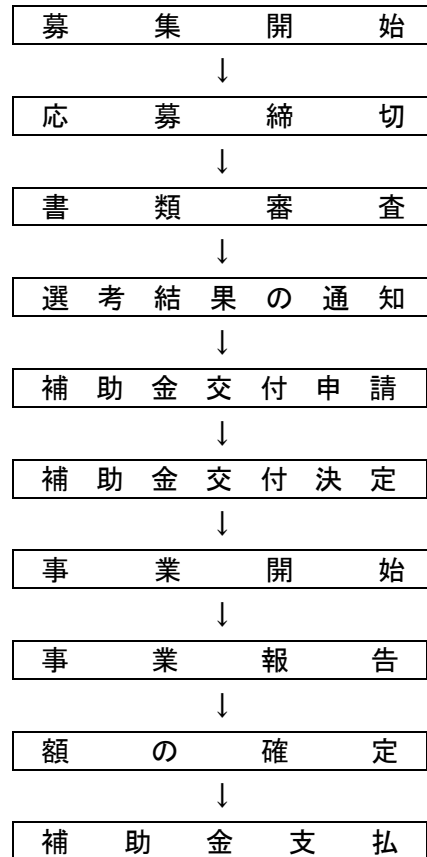 募集開始
↓
応募締切
↓
書類審査
↓
選考結果の通知
↓
補助金交付申請
↓
補助金交付決定
↓
事業開始
↓
事業報告
↓
額の確定
↓
補助金支払